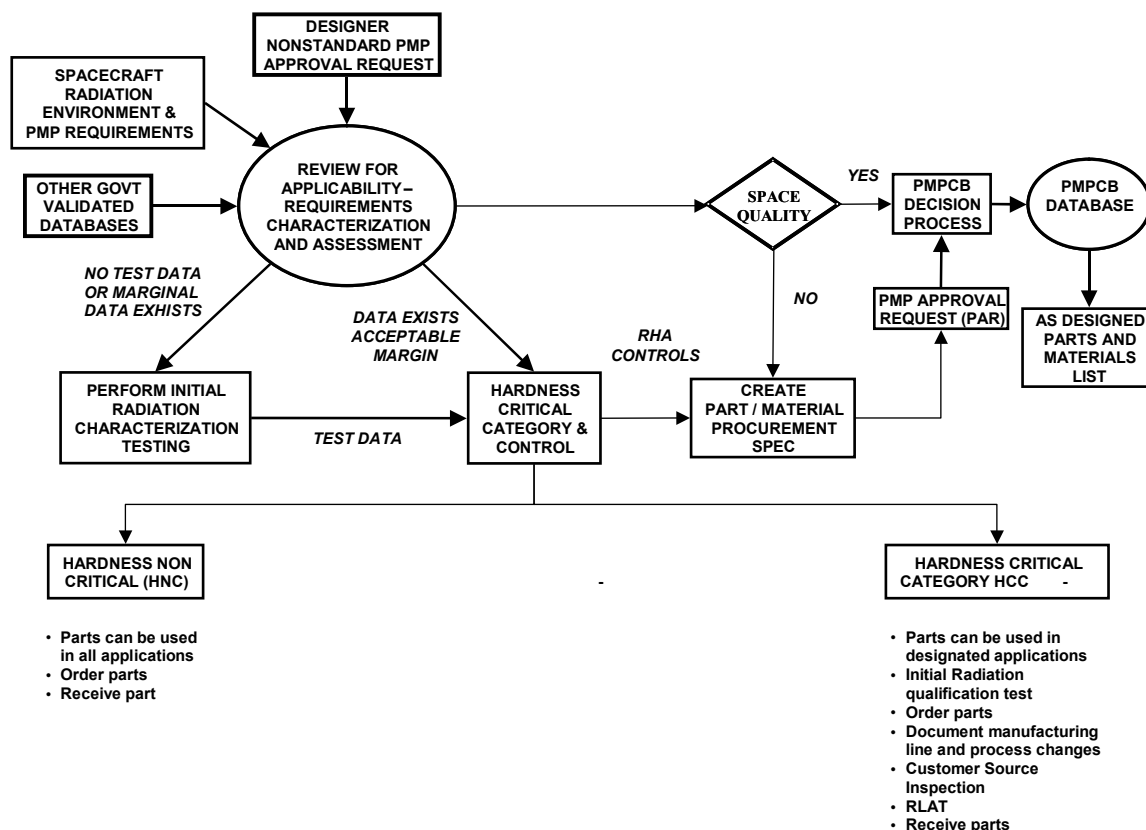 DESIGNER
NONSTANDARD PMP
APPROVAL REQUEST
SPACECRAFT
RADIATION
ENVIRONMENT &
PMP REQUIREMENTS
OTHER GOVT
VALIDATED
DATABASES
REVIEW FOR
APPLICABILITY–
REQUIREMENTS
CHARACTERIZATION
AND ASSESSMENT
SPACE
QUALITY
YES
PMPCB
DECISION
PROCESS
PMPCB
DATABASE
NO TEST DATA
OR MARGINAL
DATA EXHISTS
DATA EXISTS
ACCEPTABLE
MARGIN
NO
RHA
CONTROLS
PMP APPROVAL
REQUEST (PAR)
AS DESIGNED
PARTS AND
MATERIALS
LIST
PERFORM INITIAL
RADIATION
CHARACTERIZATION
TESTING
TEST DATA
HARDNESS
CRITICAL
CATEGORY &
CONTROL
CREATE
PART / MATERIAL
PROCUREMENT
SPEC
HARDNESS NON
CRITICAL (HNC)
-
HARDNESS CRITICAL
CATEGORY HCC -
• Parts can be used
in all applications
• Order parts
• Receive part
• Parts can be used in
designated applications
• Initial Radiation
qualification test
• Order parts
• Document manufacturing
line and process changes
• Customer Source
Inspection
• RLAT
• Receive parts